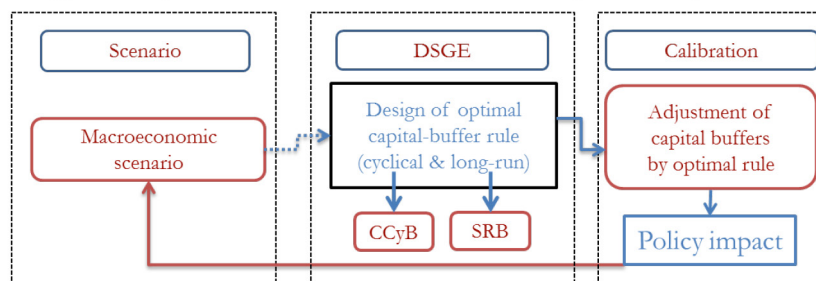 Scenario
DSGE
Calibration
Macroeconomic
scenario
Design of optimal
capital-buffer rule
(cyclical & long-run)
Adjustment of
capital buffers
by optimal rule
CCyB
SRB
Policy impact